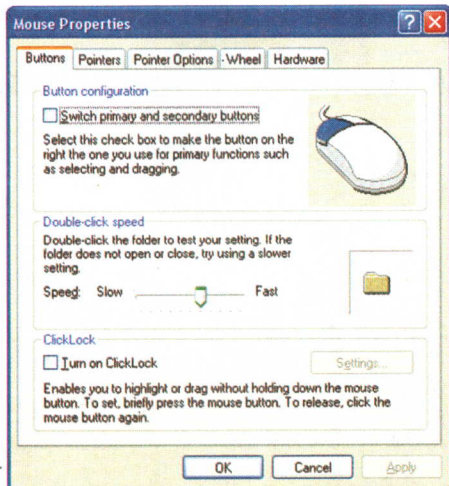 Mouse Properties
Buttons Pointers Pointer Options Wheel Hardware
Button configuration
Switch primary and secondary buttons
Select this check box to make the button on the
right the one you use for primary functions such
as selecting and dragging.
Double-click speed
Double-click the folder to test your setting. If the
folder does not open or close, try using a slower
setting.
Speed: Slow Fast
ClickLock
Turn on ClickLock Settings...
Enables you to highlight or drag without holding down the mouse
button. To set, briefly press the mouse button. To release, click the
mouse button again.
OK Cancel Apply